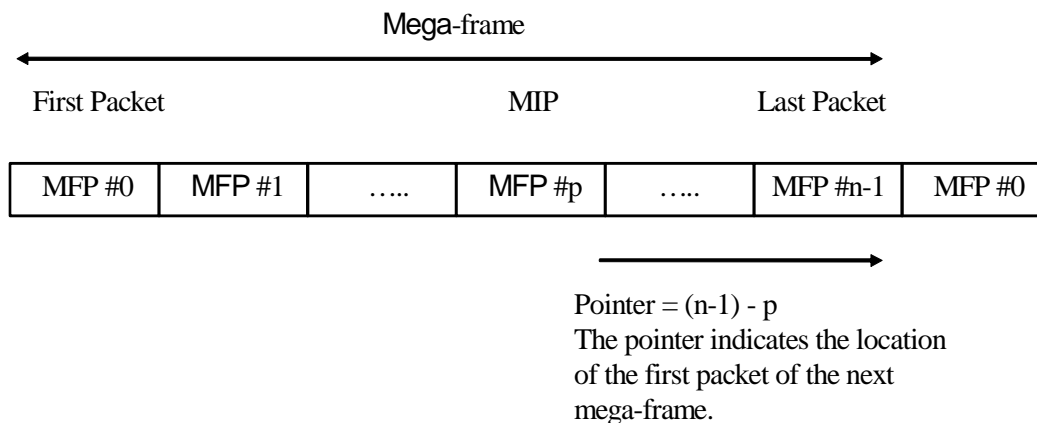 Mega-frame
First Packet MIP Last Packet
MFP #0 MFP #1 ….. MFP #p ….. MFP #n-1 MFP #0
Pointer = (n-1) - p
The pointer indicates the location
of the first packet of the next
mega-frame.